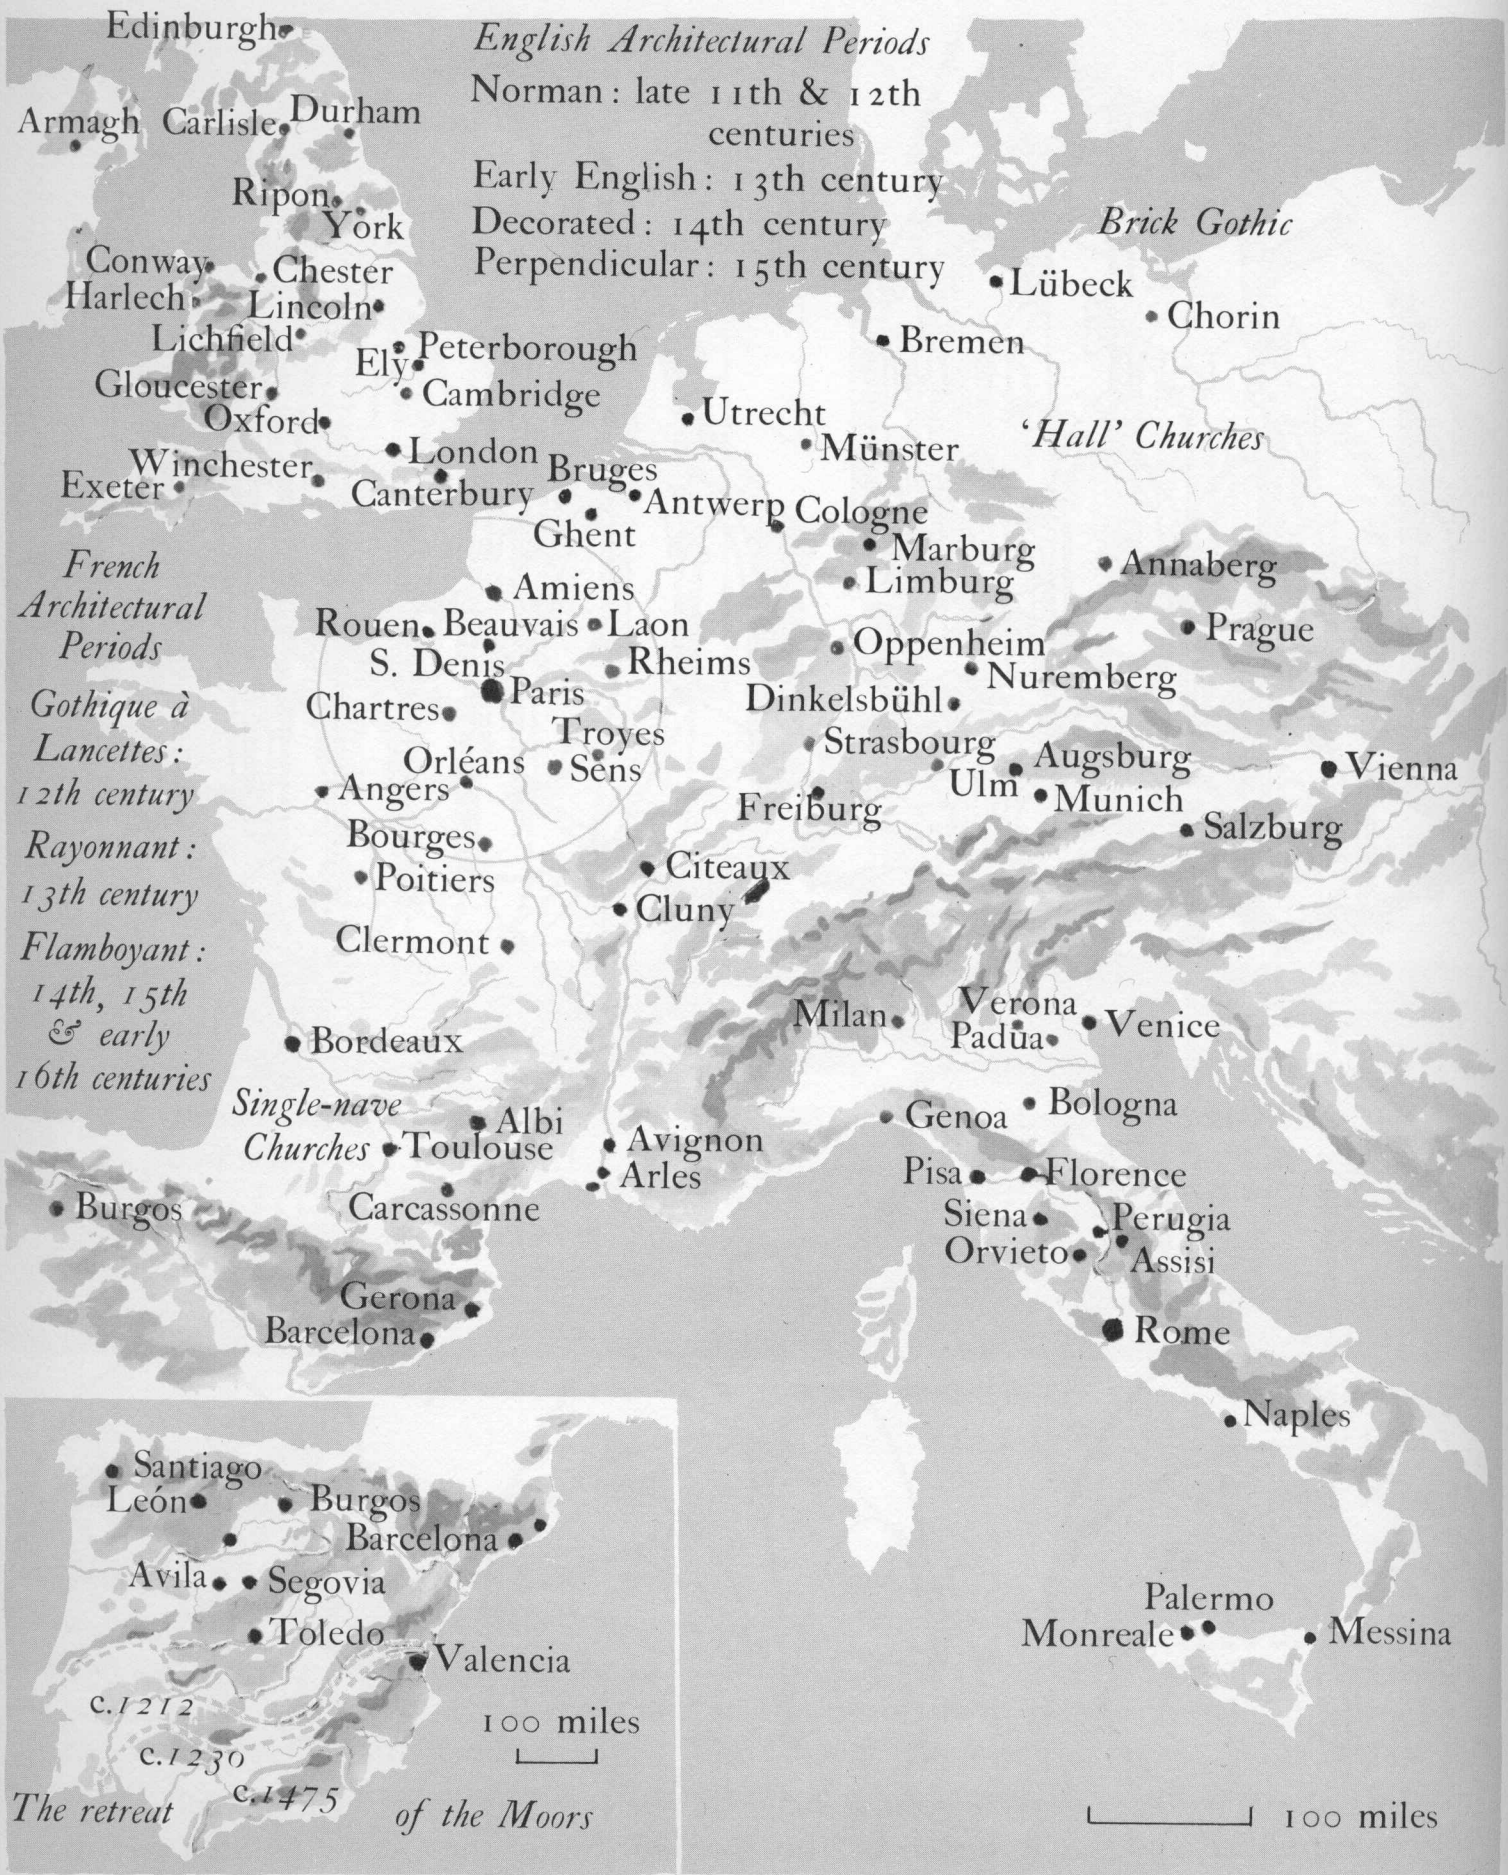 Edinburgh
English Architectural Periods
Norman: late 11th & 12th
centuries
Early English: 13th century
Decorated: 14th century
Perpendicular: 15th century
Armagh
Carlisle
Durham
Ripon
York
Conway
Chester
Harlech
Lincoln
Lichfield
Peterborough
Ely
Gloucester
Cambridge
Oxford
London
Winchester
Exeter
Canterbury
Brick Gothic
Lübeck
Chorin
Bremen
Utrecht
Münster
'Hall' Churches
Bruges
Antwerp
Ghent
Cologne
Marburg
Limburg
Annaberg
Prague
Oppenheim
Nuremberg
Dinkelsbühl
Strasbourg
Augsburg
Ulm
Munich
Freiburg
Vienna
Salzburg
French
Architectural
Periods
Gothique à
Lancettes:
12th century
Rayonnant:
13th century
Flamboyant:
14th, 15th
& early
16th centuries
Amiens
Rouen
Beauvais
Laon
S. Denis
Rheims
Paris
Chartres
Troyes
Orléans
Sens
Angers
Bourges
Poitiers
Citeaux
Cluny
Clermont
Bordeaux
Single-nave
Churches
Albi
Toulouse
Avignon
Arles
Carcassonne
Burgos
Gerona
Barcelona
Milan
Verona
Padua
Venice
Genoa
Bologna
Pisa
Florence
Siena
Perugia
Orvieto
Assisi
Rome
Naples
Palermo
Monreale
Messina
100 miles
Santiago
León
Burgos
Barcelona
Avila
Segovia
Toledo
Valencia
c.1212
c.1230
c.1475
100 miles
The retreat of the Moors